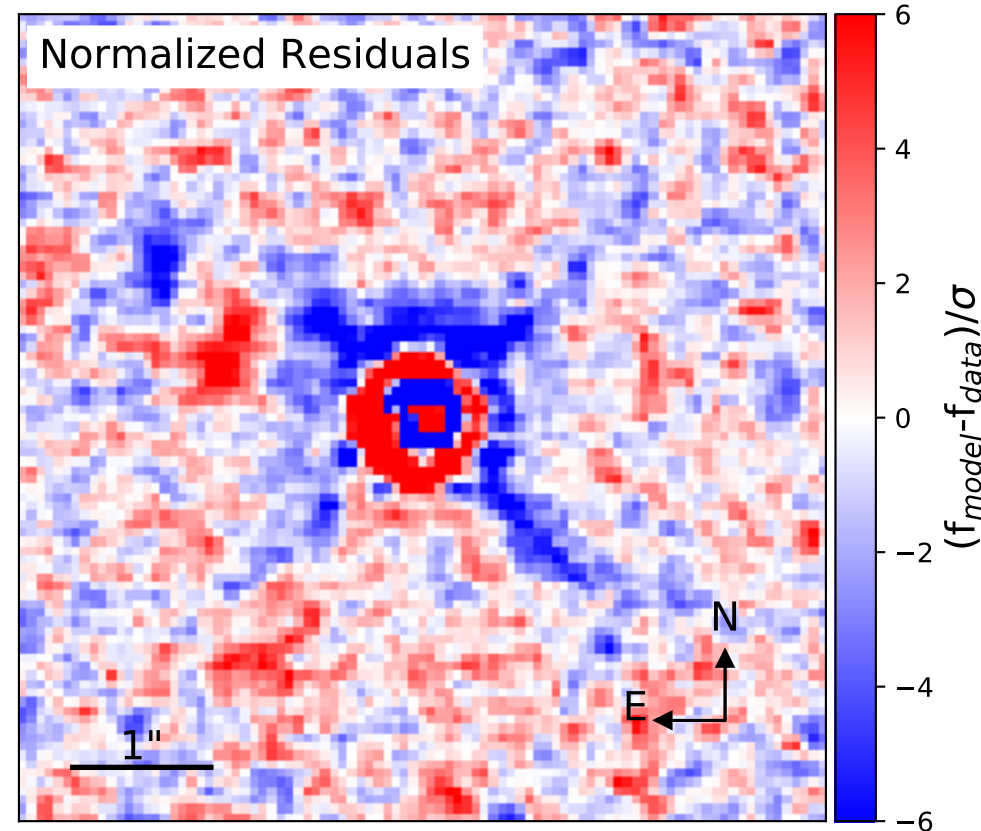 Normalized Residuals
6
4
2
0
−2
−4
−6
(f_model-f_data)/σ
N
E
1"